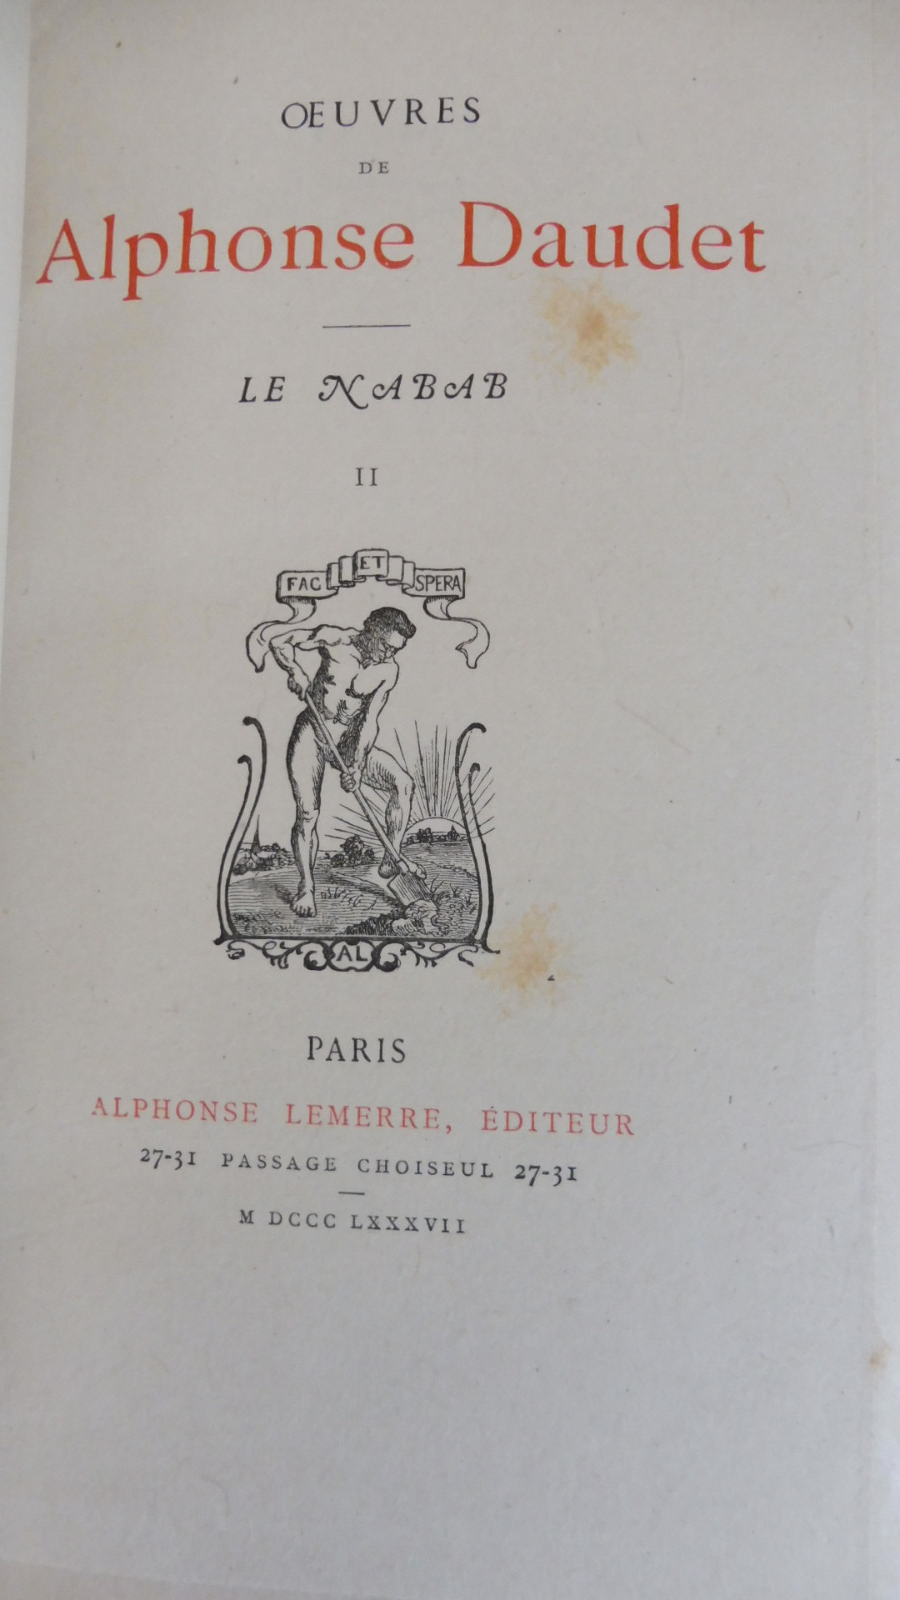 ŒUVRES
DE
Alphonse Daudet
LE NABAB
II
FAC ET SPERA
AL
PARIS
ALPHONSE LEMERRE, ÉDITEUR
27-31 PASSAGE CHOISEUL 27-31
M DCCC LXXXVII